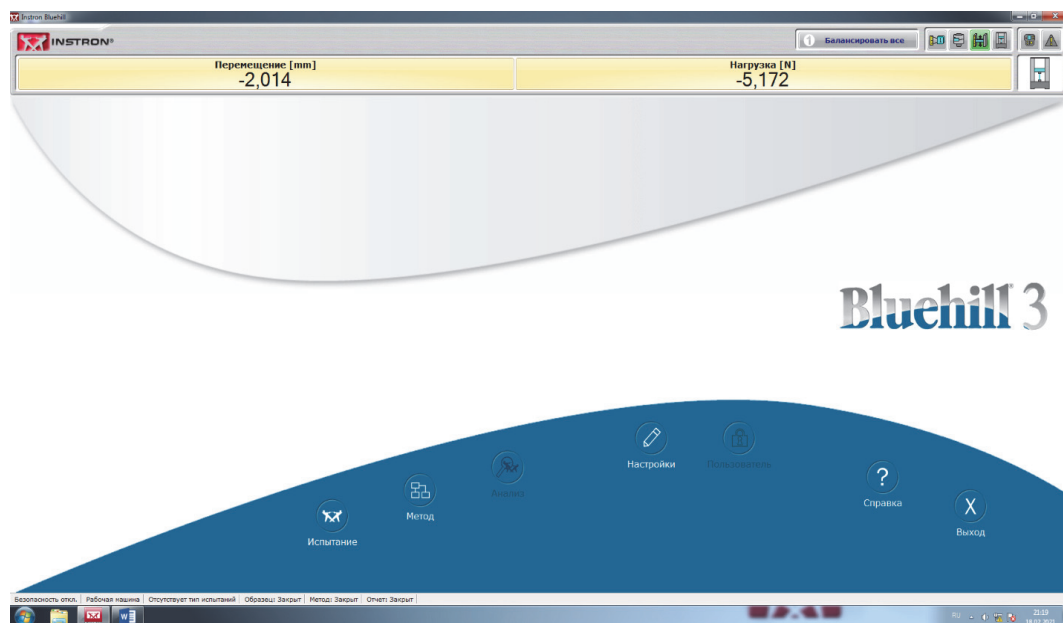 Instron Bluehill
INSTRON®
1 Балансировать все
Перемещение [mm]
-2,014
Нагрузка [N]
-5,172
Bluehill® 3
Настройки
Пользователь
Анализ
Метод
Испытание
?
Справка
X
Выход
Безопасность откл. Рабочая машина Отсутствует тип испытаний Образец: Закрыт Метод: Закрыт Отчет: Закрыт
RU
21:19